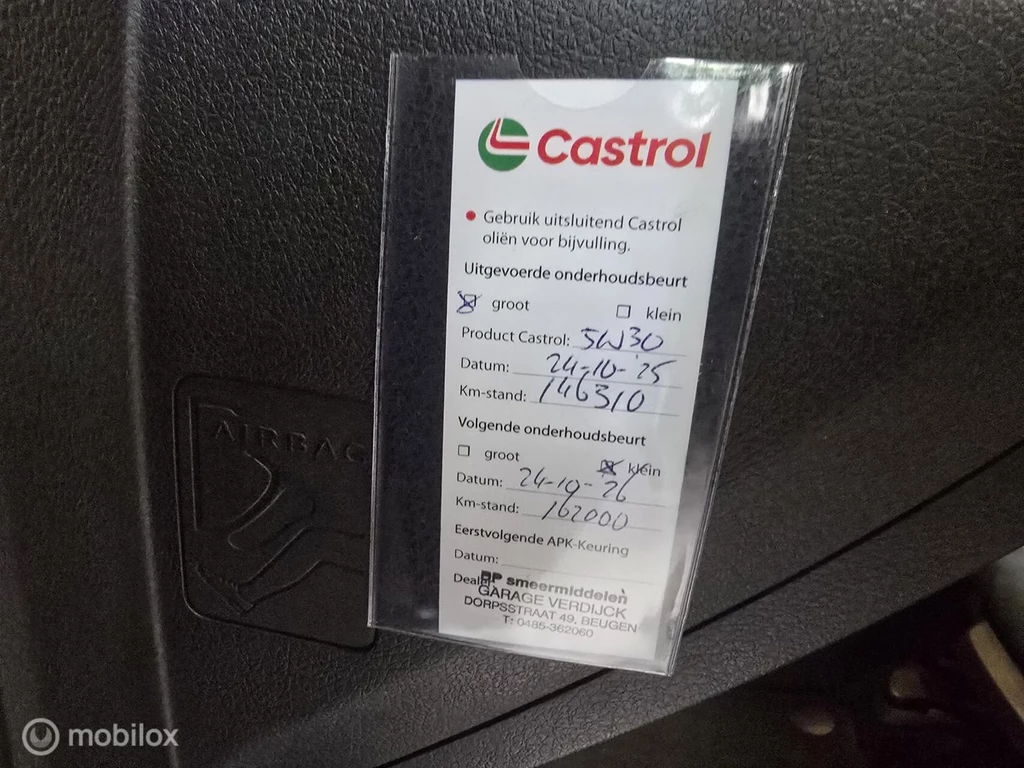 Castrol
Gebruik uitsluitend Castrol
oliën voor bijvulling.
Uitgevoerde onderhoudsbeurt
groot klein
Product Castrol: 5W30
Datum: 24-10-'25
Km-stand: 146310
Volgende onderhoudsbeurt
groot klein
Datum: 24-10-26
Km-stand: 162000
Eerstvolgende APK-Keuring
Datum:
Dealer
BP smeermiddelen
GARAGE VERDIJCK
DORPSSTRAAT 49, BEUGEN
T: 0485-362060
AIRBAG
mobilox